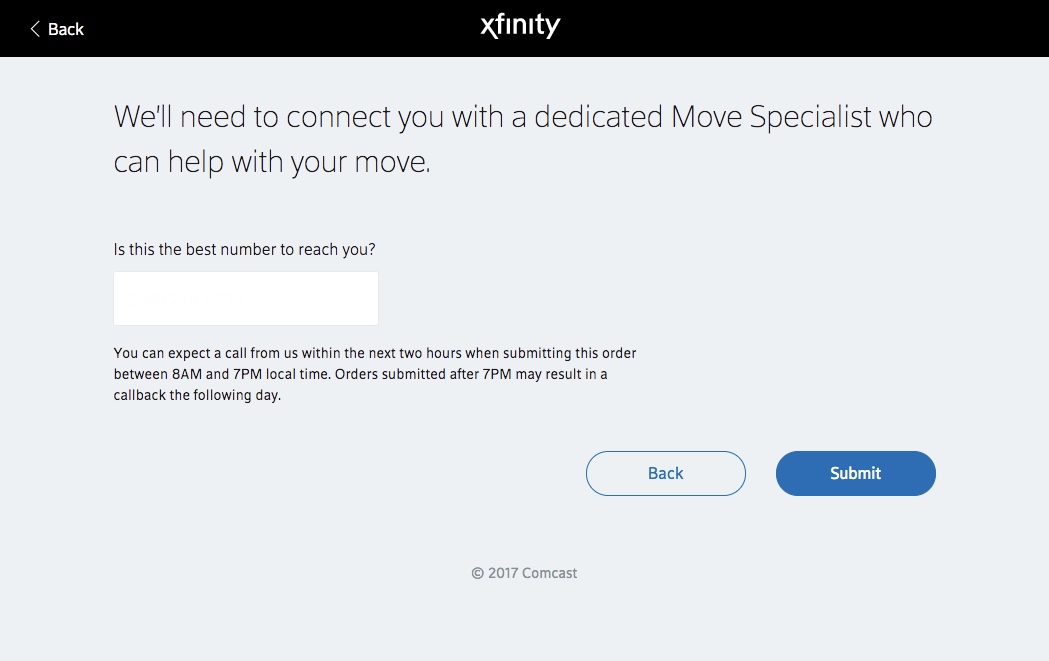 Back
xfinity
We'll need to connect you with a dedicated Move Specialist who
can help with your move.
Is this the best number to reach you?
You can expect a call from us within the next two hours when submitting this order
between 8AM and 7PM local time. Orders submitted after 7PM may result in a
callback the following day.
Back
Submit
© 2017 Comcast